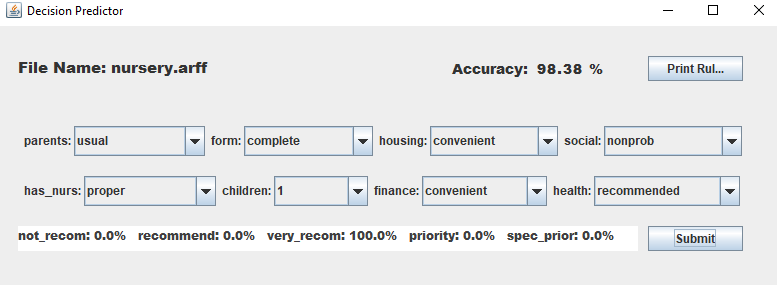 Decision Predictor
File Name: nursery.arff Accuracy: 98.38 % Print Rul...
parents: usual form: complete housing: convenient social: nonprob
has_nurs: proper children: 1 finance: convenient health: recommended
not_recom: 0.0% recommend: 0.0% very_recom: 100.0% priority: 0.0% spec_prior: 0.0% Submit